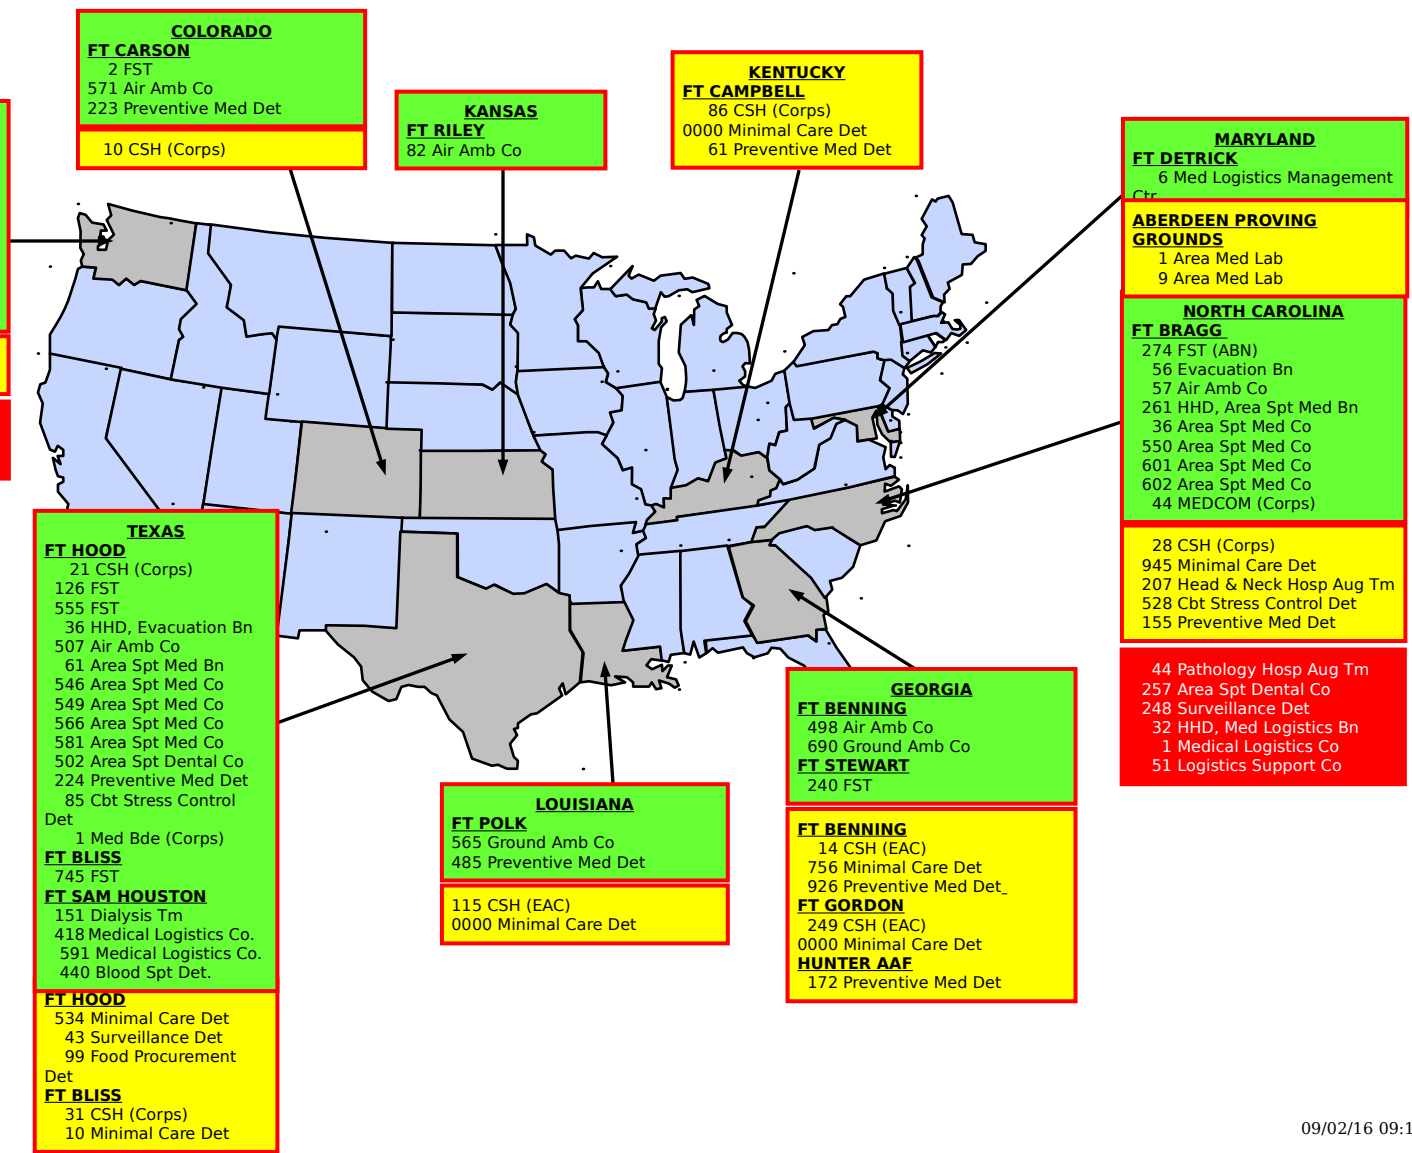 COLORADO
FT CARSON
2 FST
571 Air Amb Co
223 Preventive Med Det
10 CSH (Corps)
KANSAS
FT RILEY
82 Air Amb Co
KENTUCKY
FT CAMPBELL
86 CSH (Corps)
0000 Minimal Care Det
61 Preventive Med Det
MARYLAND
FT DETRICK
6 Med Logistics Management
Ctr
ABERDEEN PROVING
GROUNDS
1 Area Med Lab
9 Area Med Lab
NORTH CAROLINA
FT BRAGG
274 FST (ABN)
56 Evacuation Bn
57 Air Amb Co
261 HHD, Area Spt Med Bn
36 Area Spt Med Co
550 Area Spt Med Co
601 Area Spt Med Co
602 Area Spt Med Co
44 MEDCOM (Corps)
28 CSH (Corps)
945 Minimal Care Det
207 Head & Neck Hosp Aug Tm
528 Cbt Stress Control Det
155 Preventive Med Det
44 Pathology Hosp Aug Tm
257 Area Spt Dental Co
248 Surveillance Det
32 HHD, Med Logistics Bn
1 Medical Logistics Co
51 Logistics Support Co
TEXAS
FT HOOD
21 CSH (Corps)
126 FST
555 FST
36 HHD, Evacuation Bn
507 Air Amb Co
61 Area Spt Med Bn
546 Area Spt Med Co
549 Area Spt Med Co
566 Area Spt Med Co
581 Area Spt Med Co
502 Area Spt Dental Co
224 Preventive Med Det
85 Cbt Stress Control
Det
1 Med Bde (Corps)
FT BLISS
745 FST
FT SAM HOUSTON
151 Dialysis Tm
418 Medical Logistics Co.
591 Medical Logistics Co.
440 Blood Spt Det.
FT HOOD
534 Minimal Care Det
43 Surveillance Det
99 Food Procurement
Det
FT BLISS
31 CSH (Corps)
10 Minimal Care Det
LOUISIANA
FT POLK
565 Ground Amb Co
485 Preventive Med Det
115 CSH (EAC)
0000 Minimal Care Det
GEORGIA
FT BENNING
498 Air Amb Co
690 Ground Amb Co
FT STEWART
240 FST
FT BENNING
14 CSH (EAC)
756 Minimal Care Det
926 Preventive Med Det_
FT GORDON
249 CSH (EAC)
0000 Minimal Care Det
HUNTER AAF
172 Preventive Med Det
09/02/16 09:1